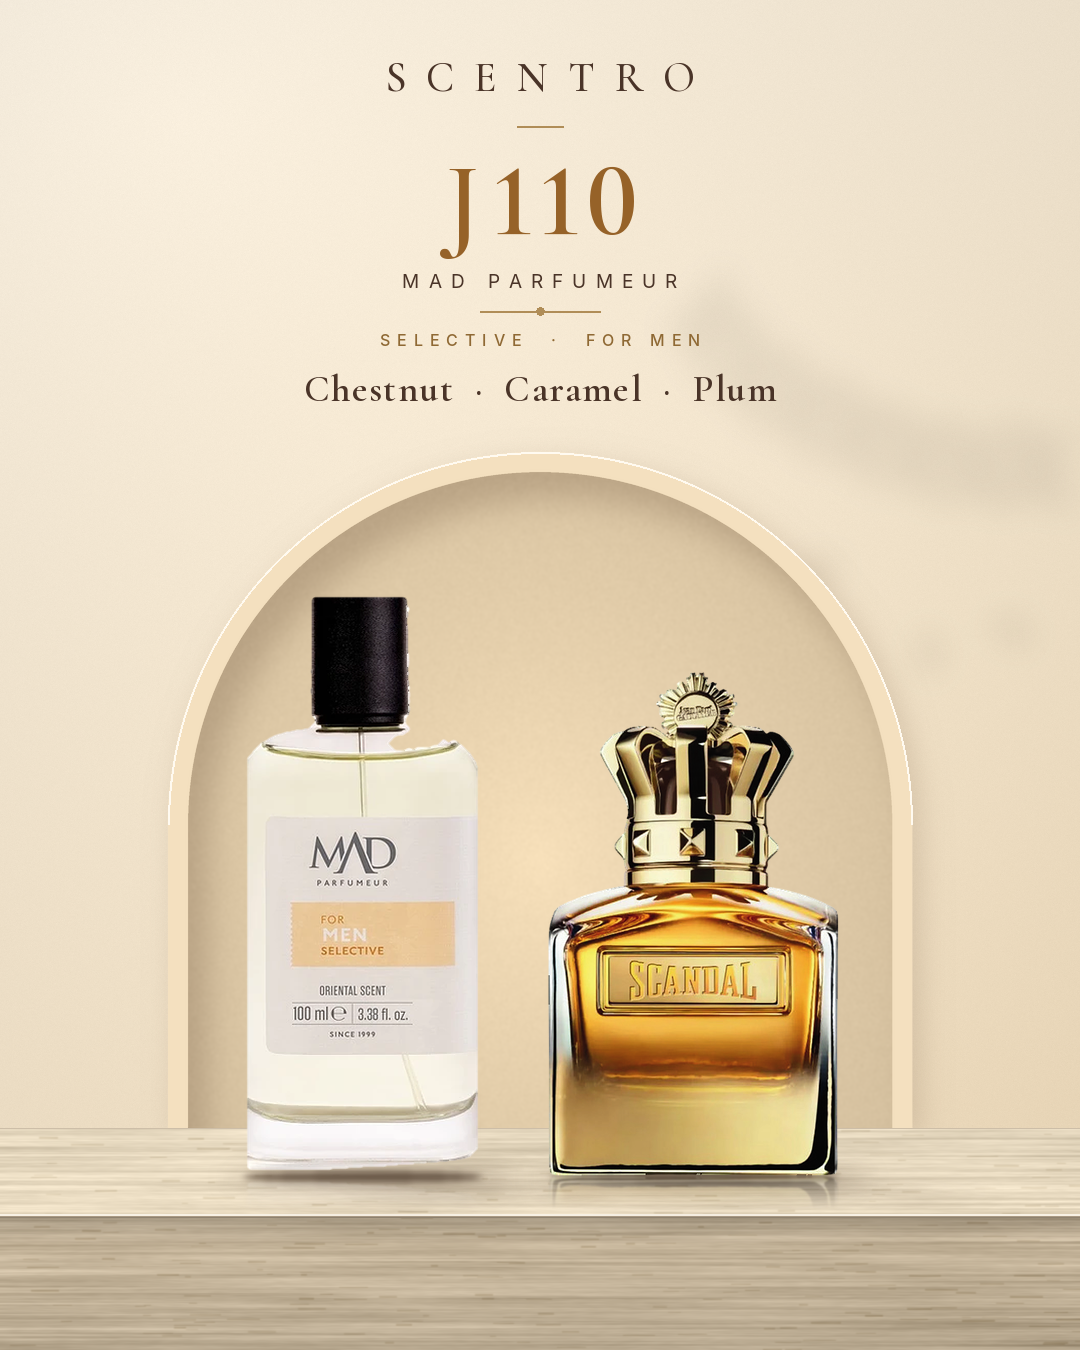 SCENTRO
J110
MAD PARFUMEUR
SELECTIVE · FOR MEN
Chestnut · Caramel · Plum
MAD
PARFUMEUR
FOR
MEN
SELECTIVE
ORIENTAL SCENT
100 ml ℮ 3.38 fl. oz.
SINCE 1999
SCANDAL